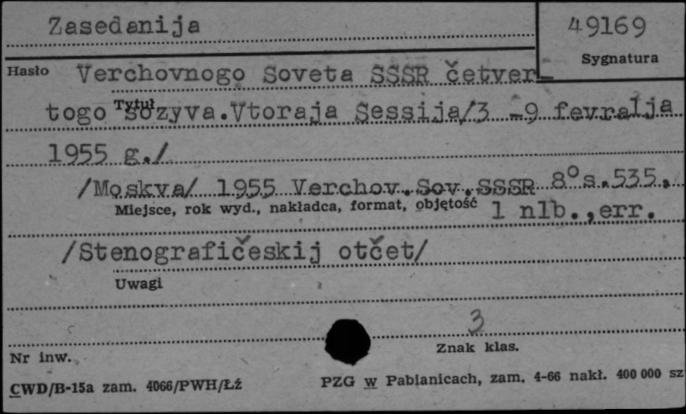 Zasedanija
49169
Sygnatura
Hasło Verchovnogo Soveta SSSR četver-
Tytuł togo sozyva.Vtoraja Sessija/3 -9 fevralja
1955 g./
/Moskva/ 1955 Verchov.Sov.SSSR 8°s.535,
Miejsce, rok wyd., nakładca, format, objętość 1 nlb.,err.
/Stenografičeskij otčet/
Uwagi
3
Nr inw. Znak klas.
CWD/B-15a zam. 4066/PWH/Łź PZG w Pabianicach, zam. 4-66 nakł. 400 000 sz